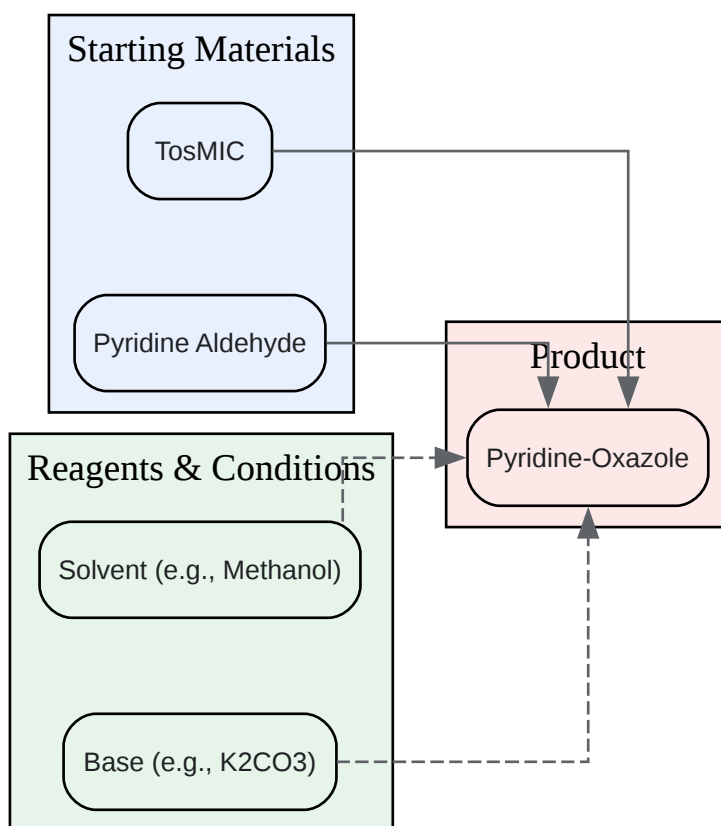 Starting Materials
TosMIC
Pyridine Aldehyde
Product
Pyridine-Oxazole
Reagents & Conditions
Solvent (e.g., Methanol)
Base (e.g., K2CO3)